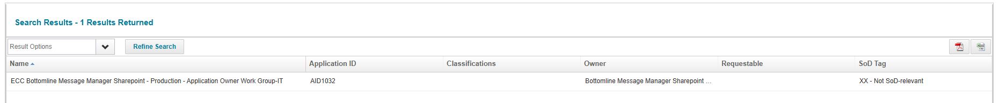 Search Results - 1 Results Returned
Result Options Refine Search
CSV
Name Application ID Classifications Owner Requestable SoD Tag
ECC Bottomline Message Manager Sharepoint - Production - Application Owner Work Group-IT AID1032 Bottomline Message Manager Sharepoint ... XX - Not SoD-relevant